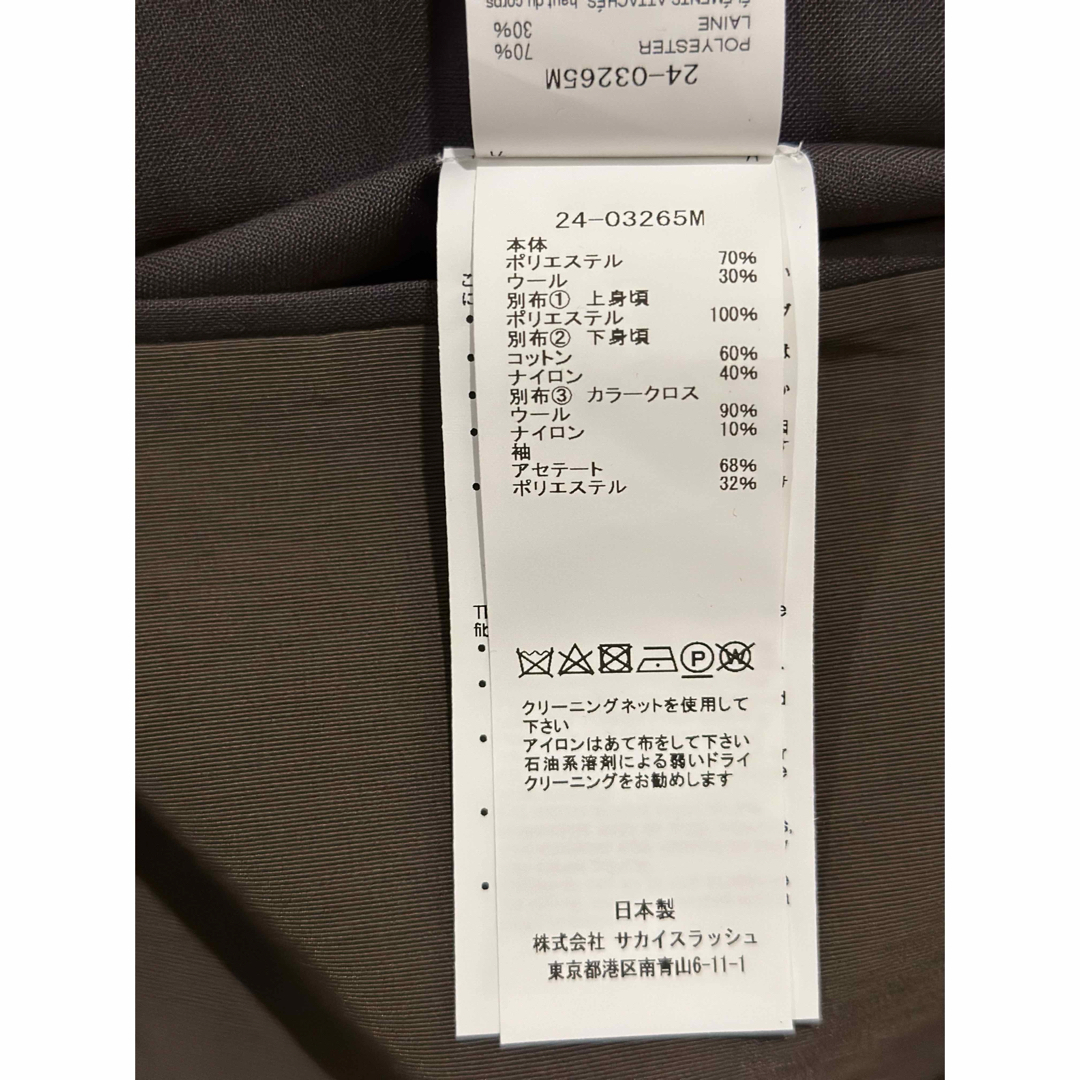 24-03265M
POLYESTER 70%
LAINE 30%
ÉLÉMENTS ATTACHÉS haut du corps
24-03265M
本体
ポリエステル 70%
ウール 30%
別布① 上身頃
ポリエステル 100%
別布② 下身頃
コットン 60%
ナイロン 40%
別布③ カラークロス
ウール 90%
ナイロン 10%
袖
アセテート 68%
ポリエステル 32%
P
W
クリーニングネットを使用して
下さい
アイロンはあて布をして下さい
石油系溶剤による弱いドライ
クリーニングをお勧めします
日本製
株式会社 サカイスラッシュ
東京都港区南青山6-11-1